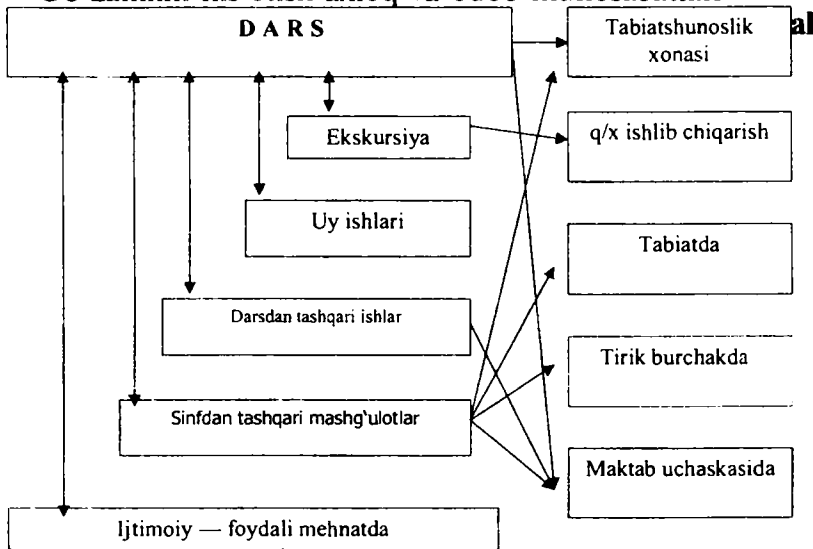 al
D A R S
Tabiatshunoslik
xonasi
Ekskursiya
q/x ishlib chiqarish
Uy ishlari
Tabiatda
Darsdan tashqari ishlar
Tirik burchakda
Sinfdan tashqari mashg‘ulotlar
Maktab uchaskasida
Ijtimoiy — foydali mehnatda